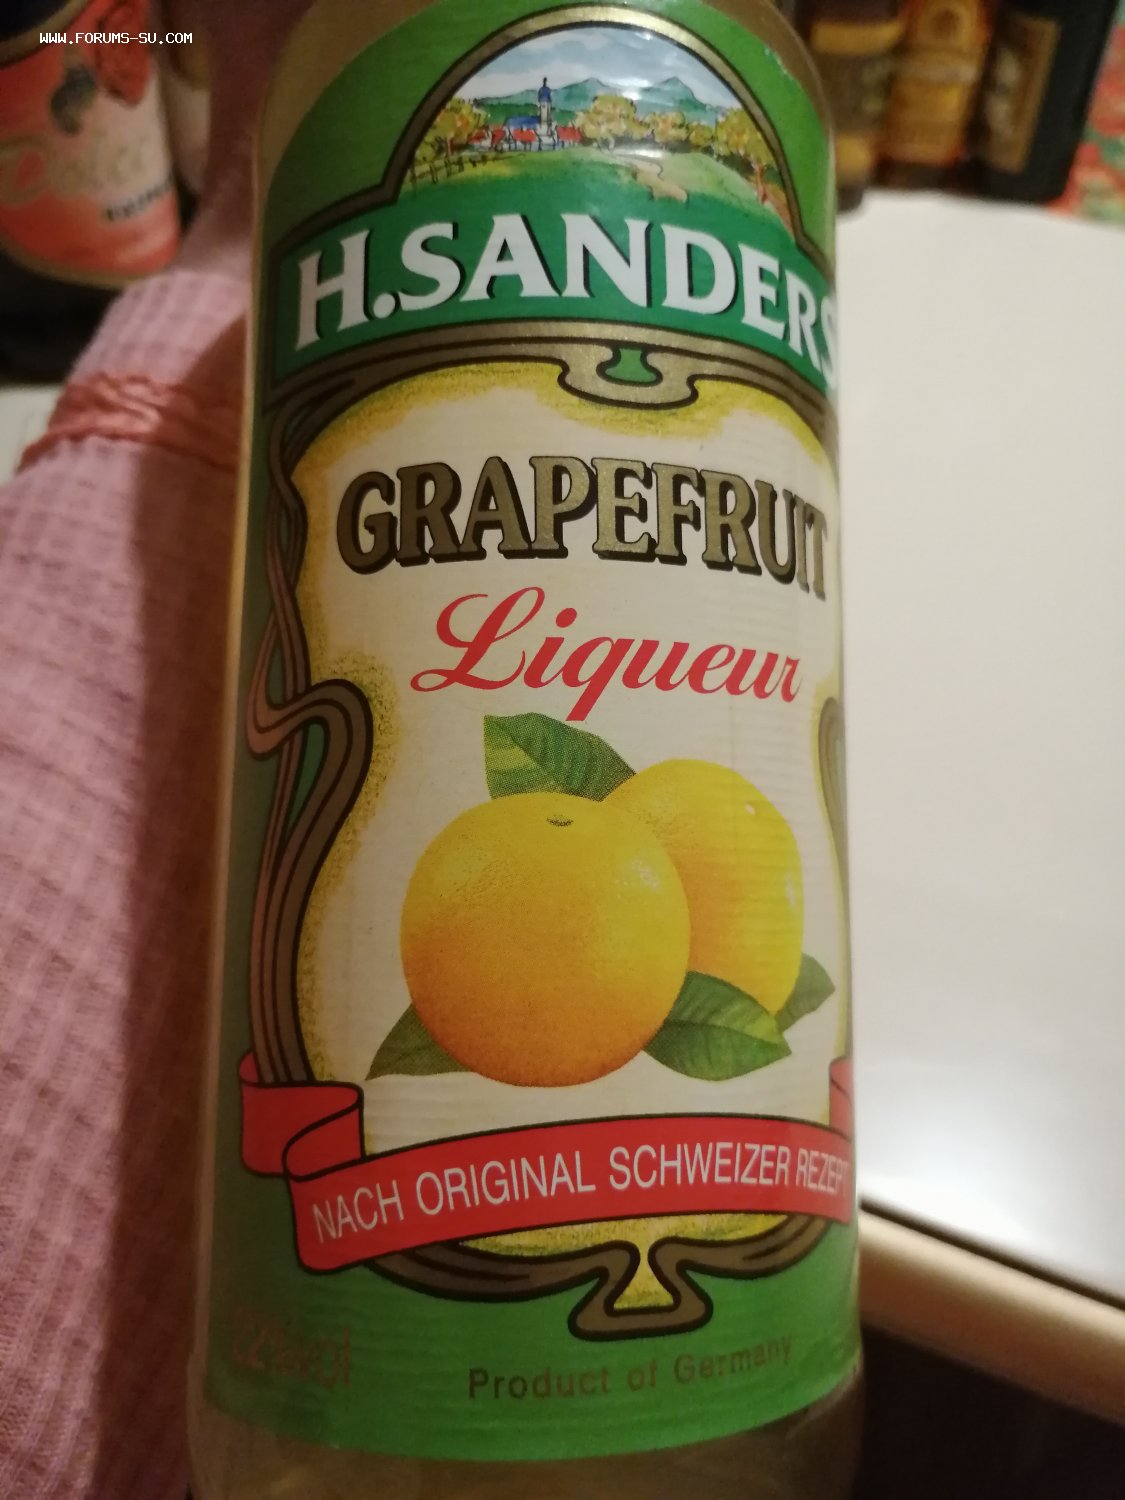 WWW.FORUMS-SU.COM
H.SANDERS
GRAPEFRUIT
Liqueur
NACH ORIGINAL SCHWEIZER REZEPT
Product of Germany